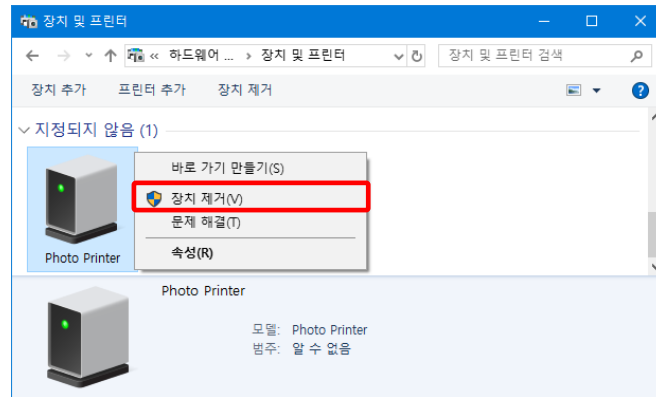 장치 및 프린터
« 하드웨어 ... › 장치 및 프린터
장치 및 프린터 검색
장치 추가 프린터 추가 장치 제거
지정되지 않음 (1)
바로 가기 만들기(S)
장치 제거(V)
문제 해결(T)
속성(R)
Photo Printer
Photo Printer
모델: Photo Printer
범주: 알 수 없음